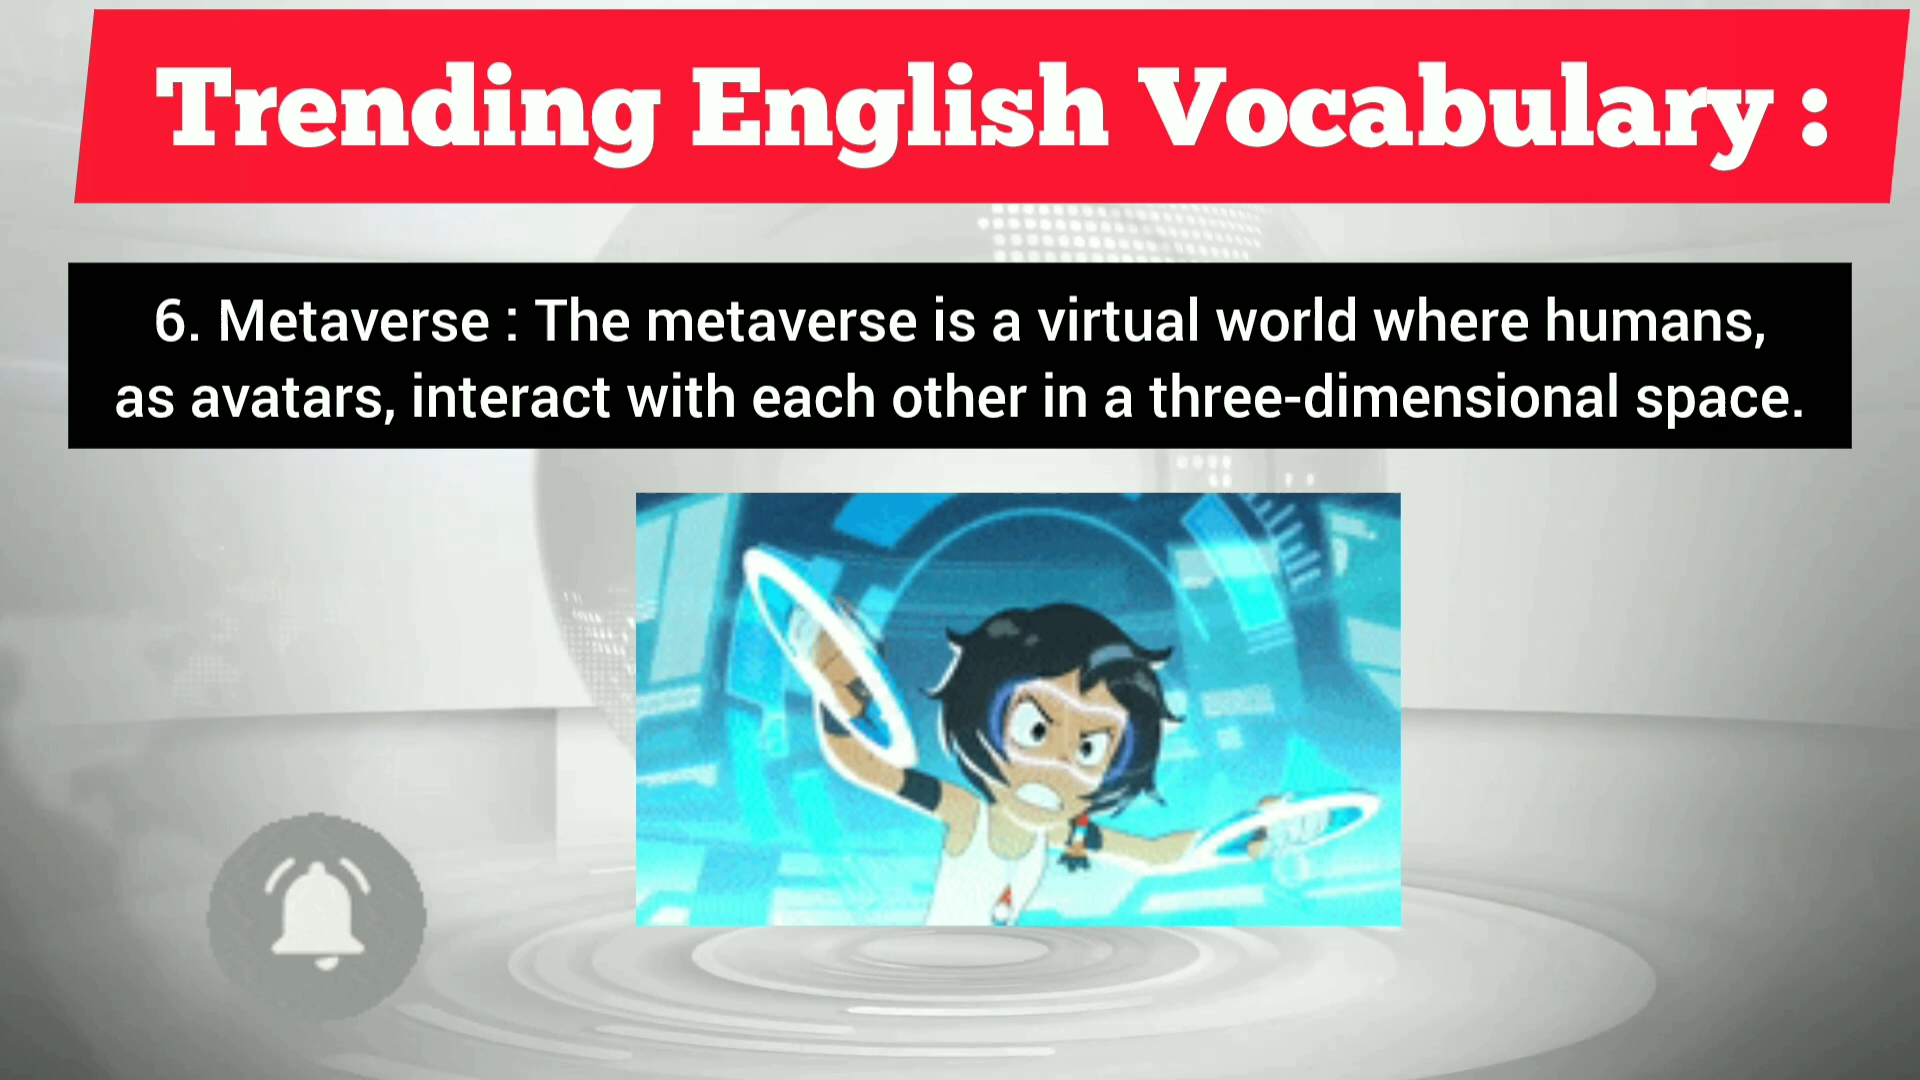 Trending English Vocabulary :
6. Metaverse : The metaverse is a virtual world where humans,
as avatars, interact with each other in a three-dimensional space.